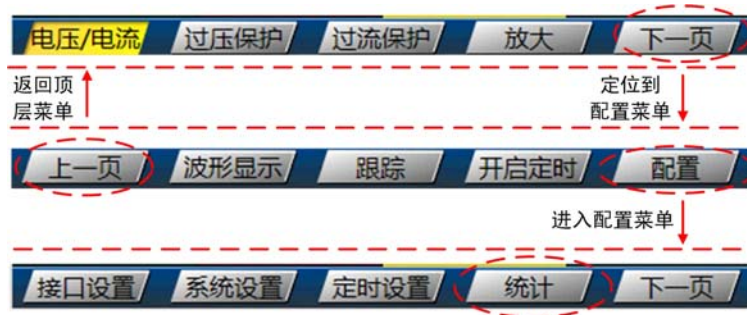 电压/电流 过压保护 过流保护 放大 下一页
返回顶
层菜单
定位到
配置菜单
上一页 波形显示 跟踪 开启定时 配置
进入配置菜单
接口设置 系统设置 定时设置 统计 下一页